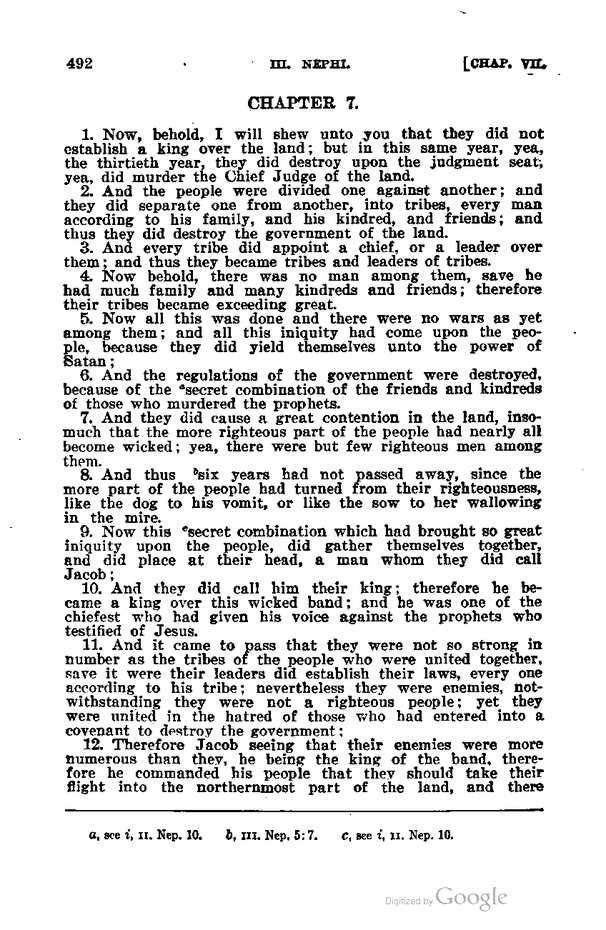 492 III. NEPHI. [CHAP. VII.
CHAPTER 7.
1. Now, behold, I will shew unto you that they did not
establish a king over the land; but in this same year, yea,
the thirtieth year, they did destroy upon the judgment seat,
yea, did murder the Chief Judge of the land.
2. And the people were divided one against another; and
they did separate one from another, into tribes, every man
according to his family, and his kindred, and friends; and
thus they did destroy the government of the land.
3. And every tribe did appoint a chief, or a leader over
them; and thus they became tribes and leaders of tribes.
4. Now behold, there was no man among them, save he
had much family and many kindreds and friends; therefore
their tribes became exceeding great.
5. Now all this was done and there were no wars as yet
among them; and all this iniquity had come upon the peo-
ple, because they did yield themselves unto the power of
Satan;
6. And the regulations of the government were destroyed,
because of the ᵃsecret combination of the friends and kindreds
of those who murdered the prophets.
7. And they did cause a great contention in the land, inso-
much that the more righteous part of the people had nearly all
become wicked; yea, there were but few righteous men among
them.
8. And thus ᵇsix years had not passed away, since the
more part of the people had turned from their righteousness,
like the dog to his vomit, or like the sow to her wallowing
in the mire.
9. Now this ᶜsecret combination which had brought so great
iniquity upon the people, did gather themselves together,
and did place at their head, a man whom they did call
Jacob;
10. And they did call him their king; therefore he be-
came a king over this wicked band; and he was one of the
chiefest who had given his voice against the prophets who
testified of Jesus.
11. And it came to pass that they were not so strong in
number as the tribes of the people who were united together,
save it were their leaders did establish their laws, every one
according to his tribe; nevertheless they were enemies, not-
withstanding they were not a righteous people; yet they
were united in the hatred of those who had entered into a
covenant to destroy the government;
12. Therefore Jacob seeing that their enemies were more
numerous than they, he being the king of the band, there-
fore he commanded his people that they should take their
flight into the northernmost part of the land, and there
a, see i, II. Nep. 10. b, III. Nep. 5:7. c, see i, II. Nep. 10.
Digitized by Google